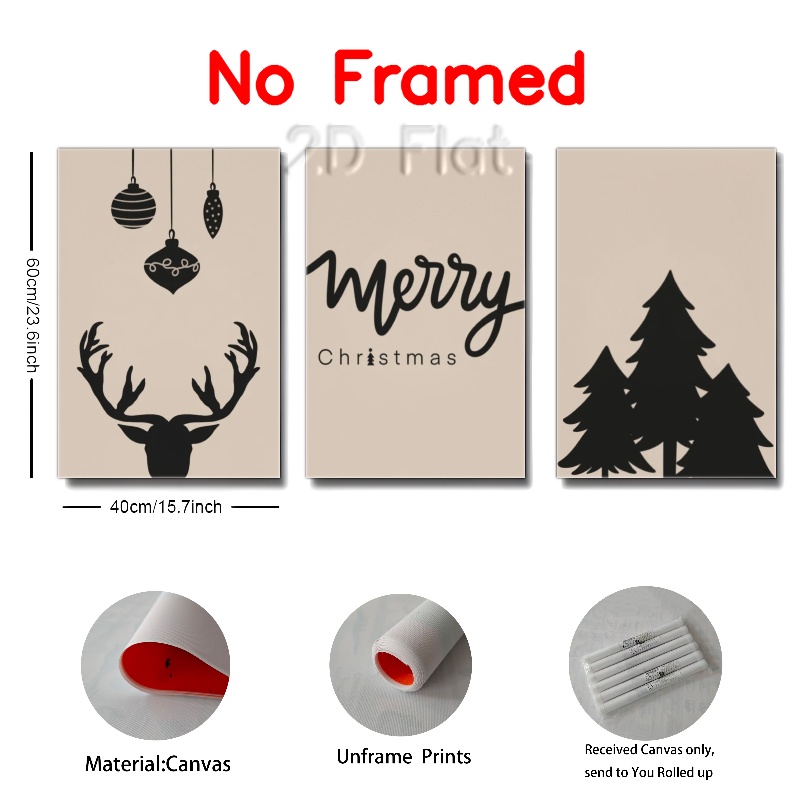 No Framed
2D Flat
60cm/23.6inch
Merry
Christmas
40cm/15.7inch
Material:Canvas
Unframe Prints
Received Canvas only,
send to You Rolled up